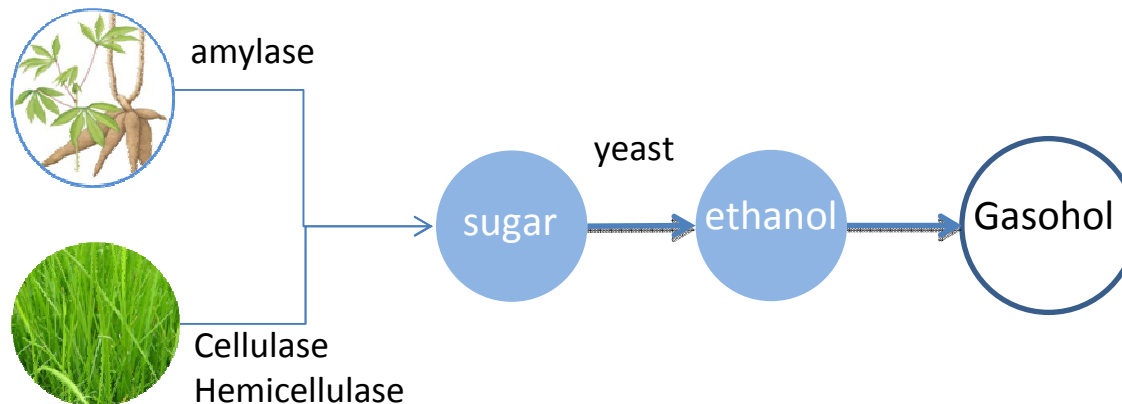 amylase
yeast
sugar
ethanol
Gasohol
Cellulase
Hemicellulase